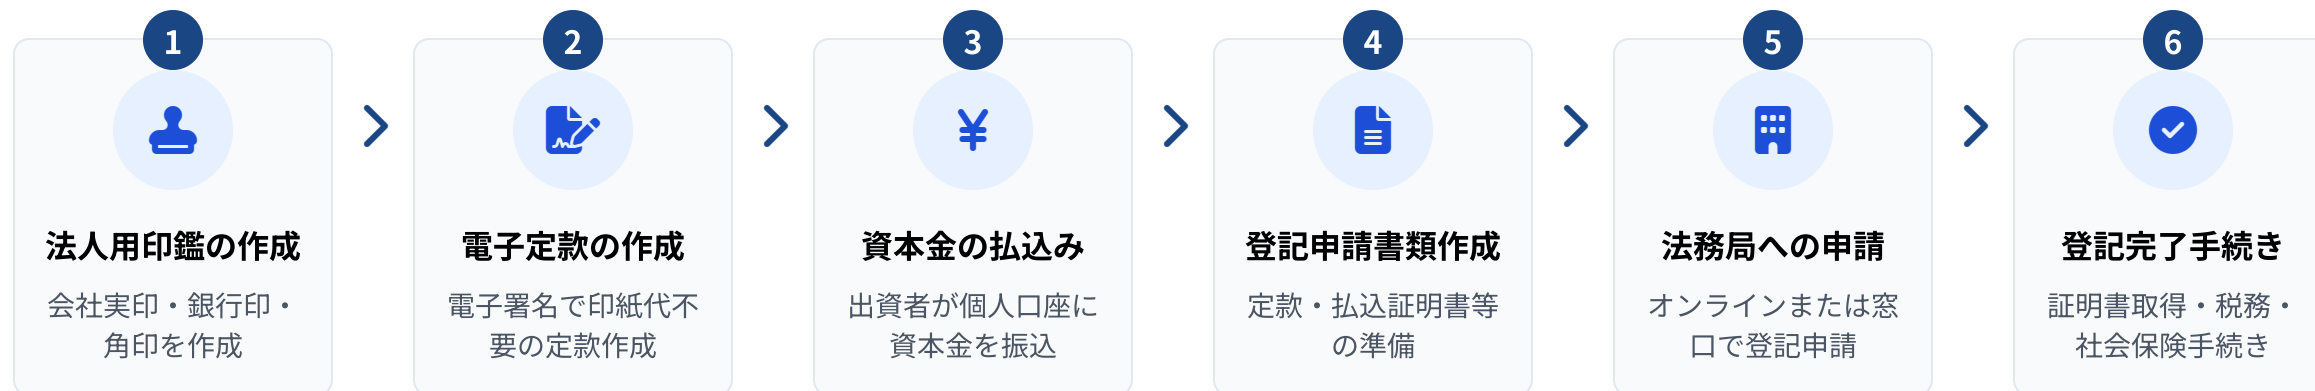 1
法人用印鑑の作成
会社実印・銀行印・
角印を作成
2
電子定款の作成
電子署名で印紙代不
要の定款作成
3
資本金の払込み
出資者が個人口座に
資本金を振込
4
登記申請書類作成
定款・払込証明書等
の準備
5
法務局への申請
オンラインまたは窓
口で登記申請
6
登記完了手続き
証明書取得・税務・
社会保険手続き